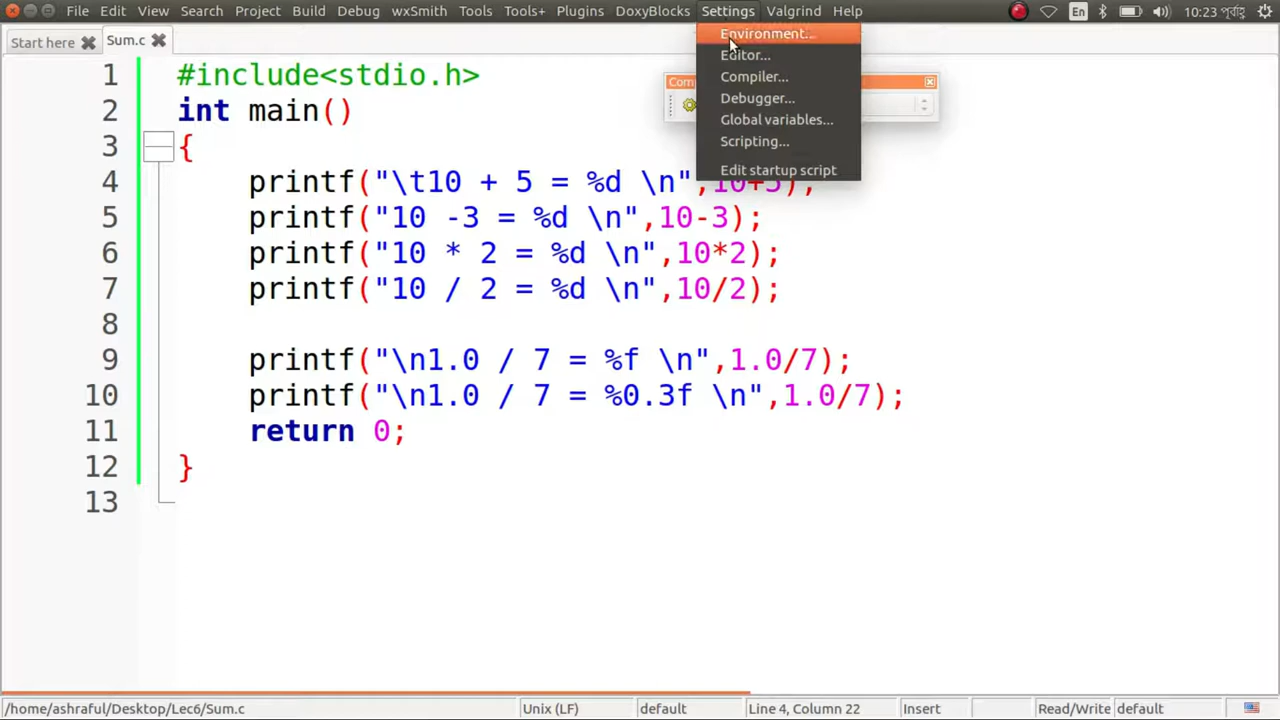 File Edit View Search Project Build Debug wxSmith Tools Tools+ Plugins DoxyBlocks Settings Valgrind Help En 10:23
Start here Sum.c
Environment...
Editor...
Compiler...
Debugger...
Global variables...
Scripting...
Edit startup script
1 #include<stdio.h>
2 int main()
3 {
4 printf("\t10 + 5 = %d \n",10+5);
5 printf("10 -3 = %d \n",10-3);
6 printf("10 * 2 = %d \n",10*2);
7 printf("10 / 2 = %d \n",10/2);
8
9 printf("\n1.0 / 7 = %f \n",1.0/7);
10 printf("\n1.0 / 7 = %0.3f \n",1.0/7);
11 return 0;
12 }
13
/home/ashraful/Desktop/Lec6/Sum.c Unix (LF) default Line 4, Column 22 Insert Read/Write default